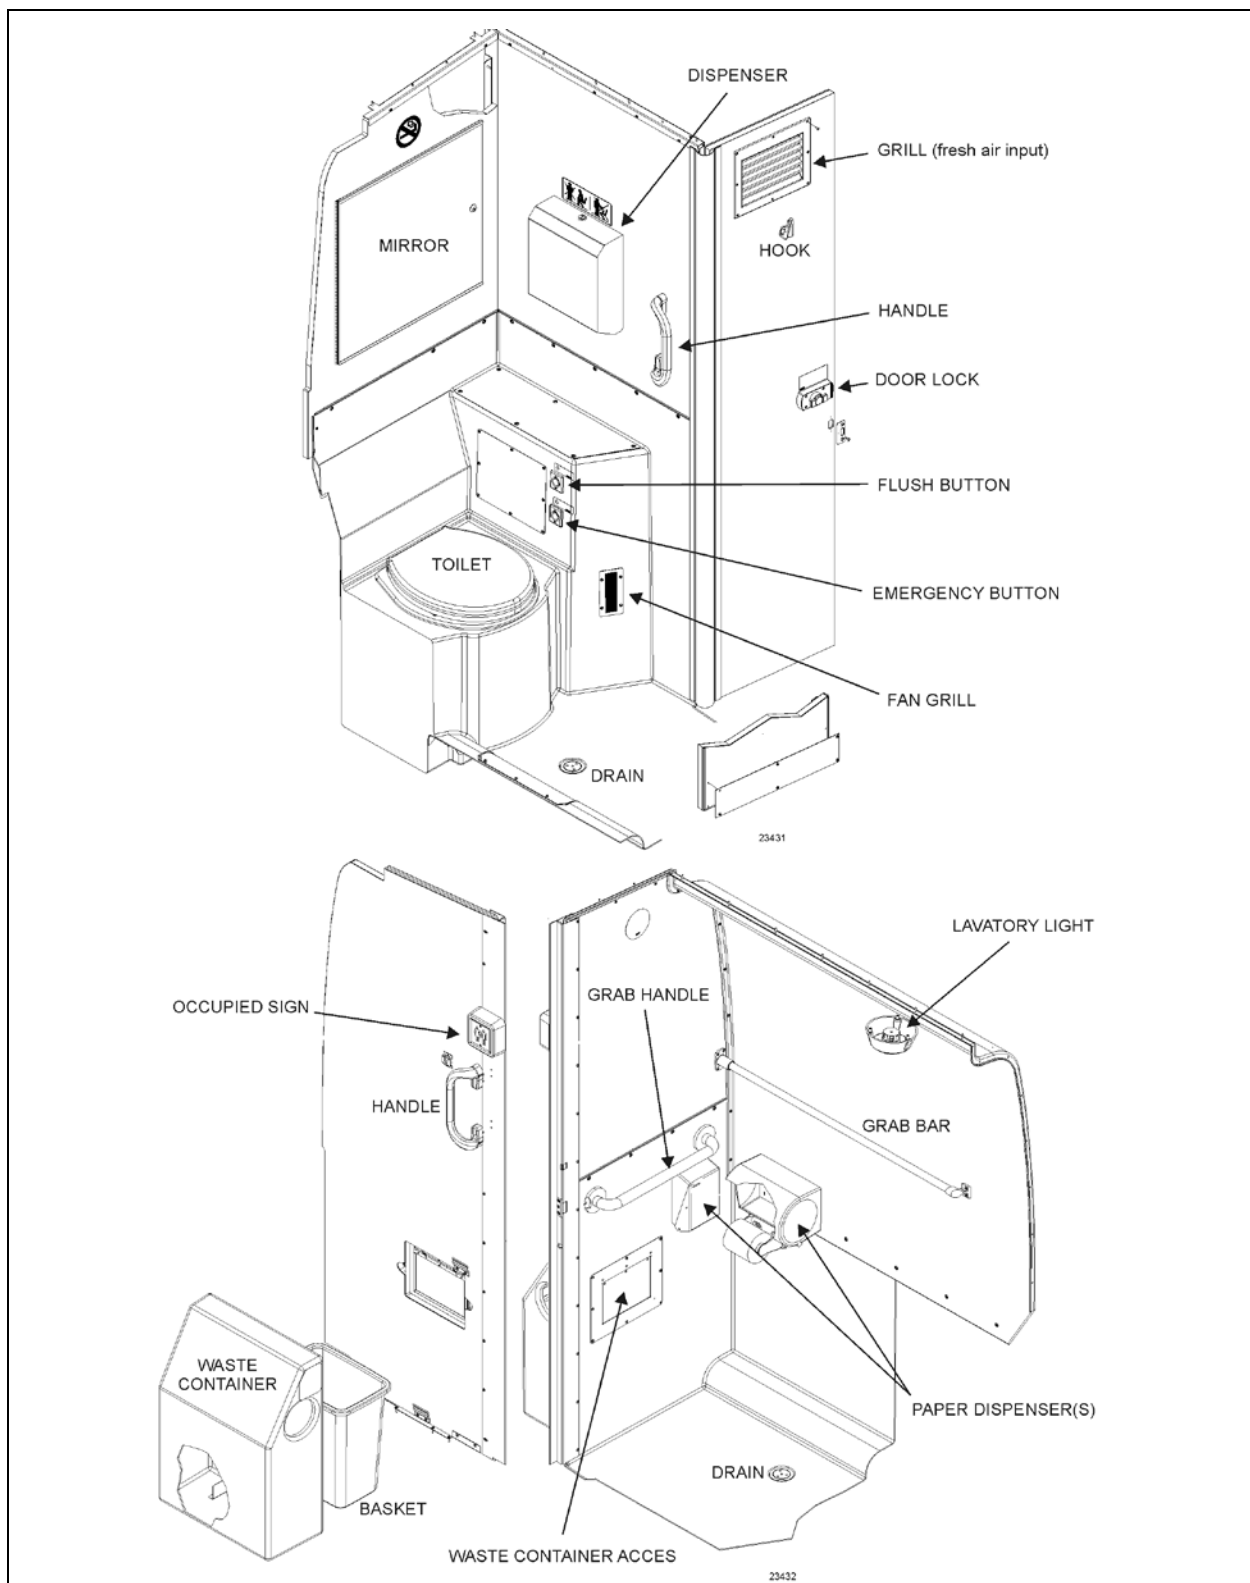 DISPENSER
GRILL (fresh air input)
MIRROR
HOOK
HANDLE
DOOR LOCK
FLUSH BUTTON
TOILET
EMERGENCY BUTTON
FAN GRILL
DRAIN
23431
LAVATORY LIGHT
GRAB HANDLE
OCCUPIED SIGN
HANDLE
GRAB BAR
WASTE
CONTAINER
PAPER DISPENSER(S)
DRAIN
BASKET
WASTE CONTAINER ACCES
23432